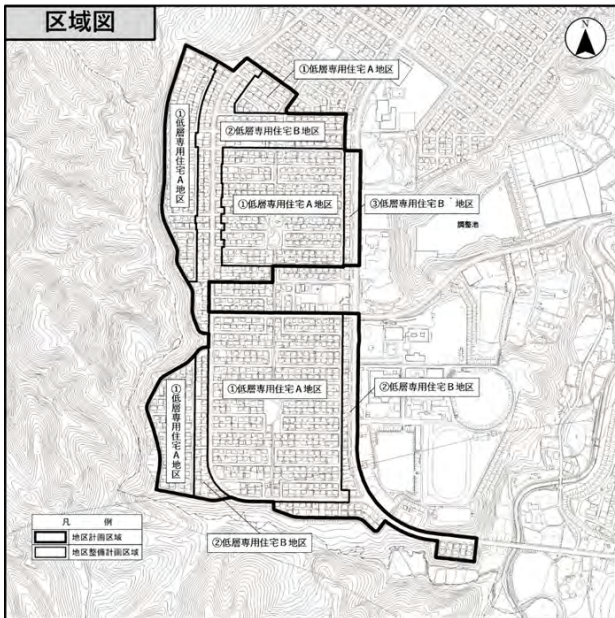 区域図
N
①低層専用住宅A地区
②低層専用住宅B地区
①低層専用住宅A地区
①低層専用住宅A地区
③低層専用住宅B'地区
調整池
①低層専用住宅A地区
②低層専用住宅B地区
①低層専用住宅A地区
②低層専用住宅B地区
凡例
地区計画区域
地区整備計画区域